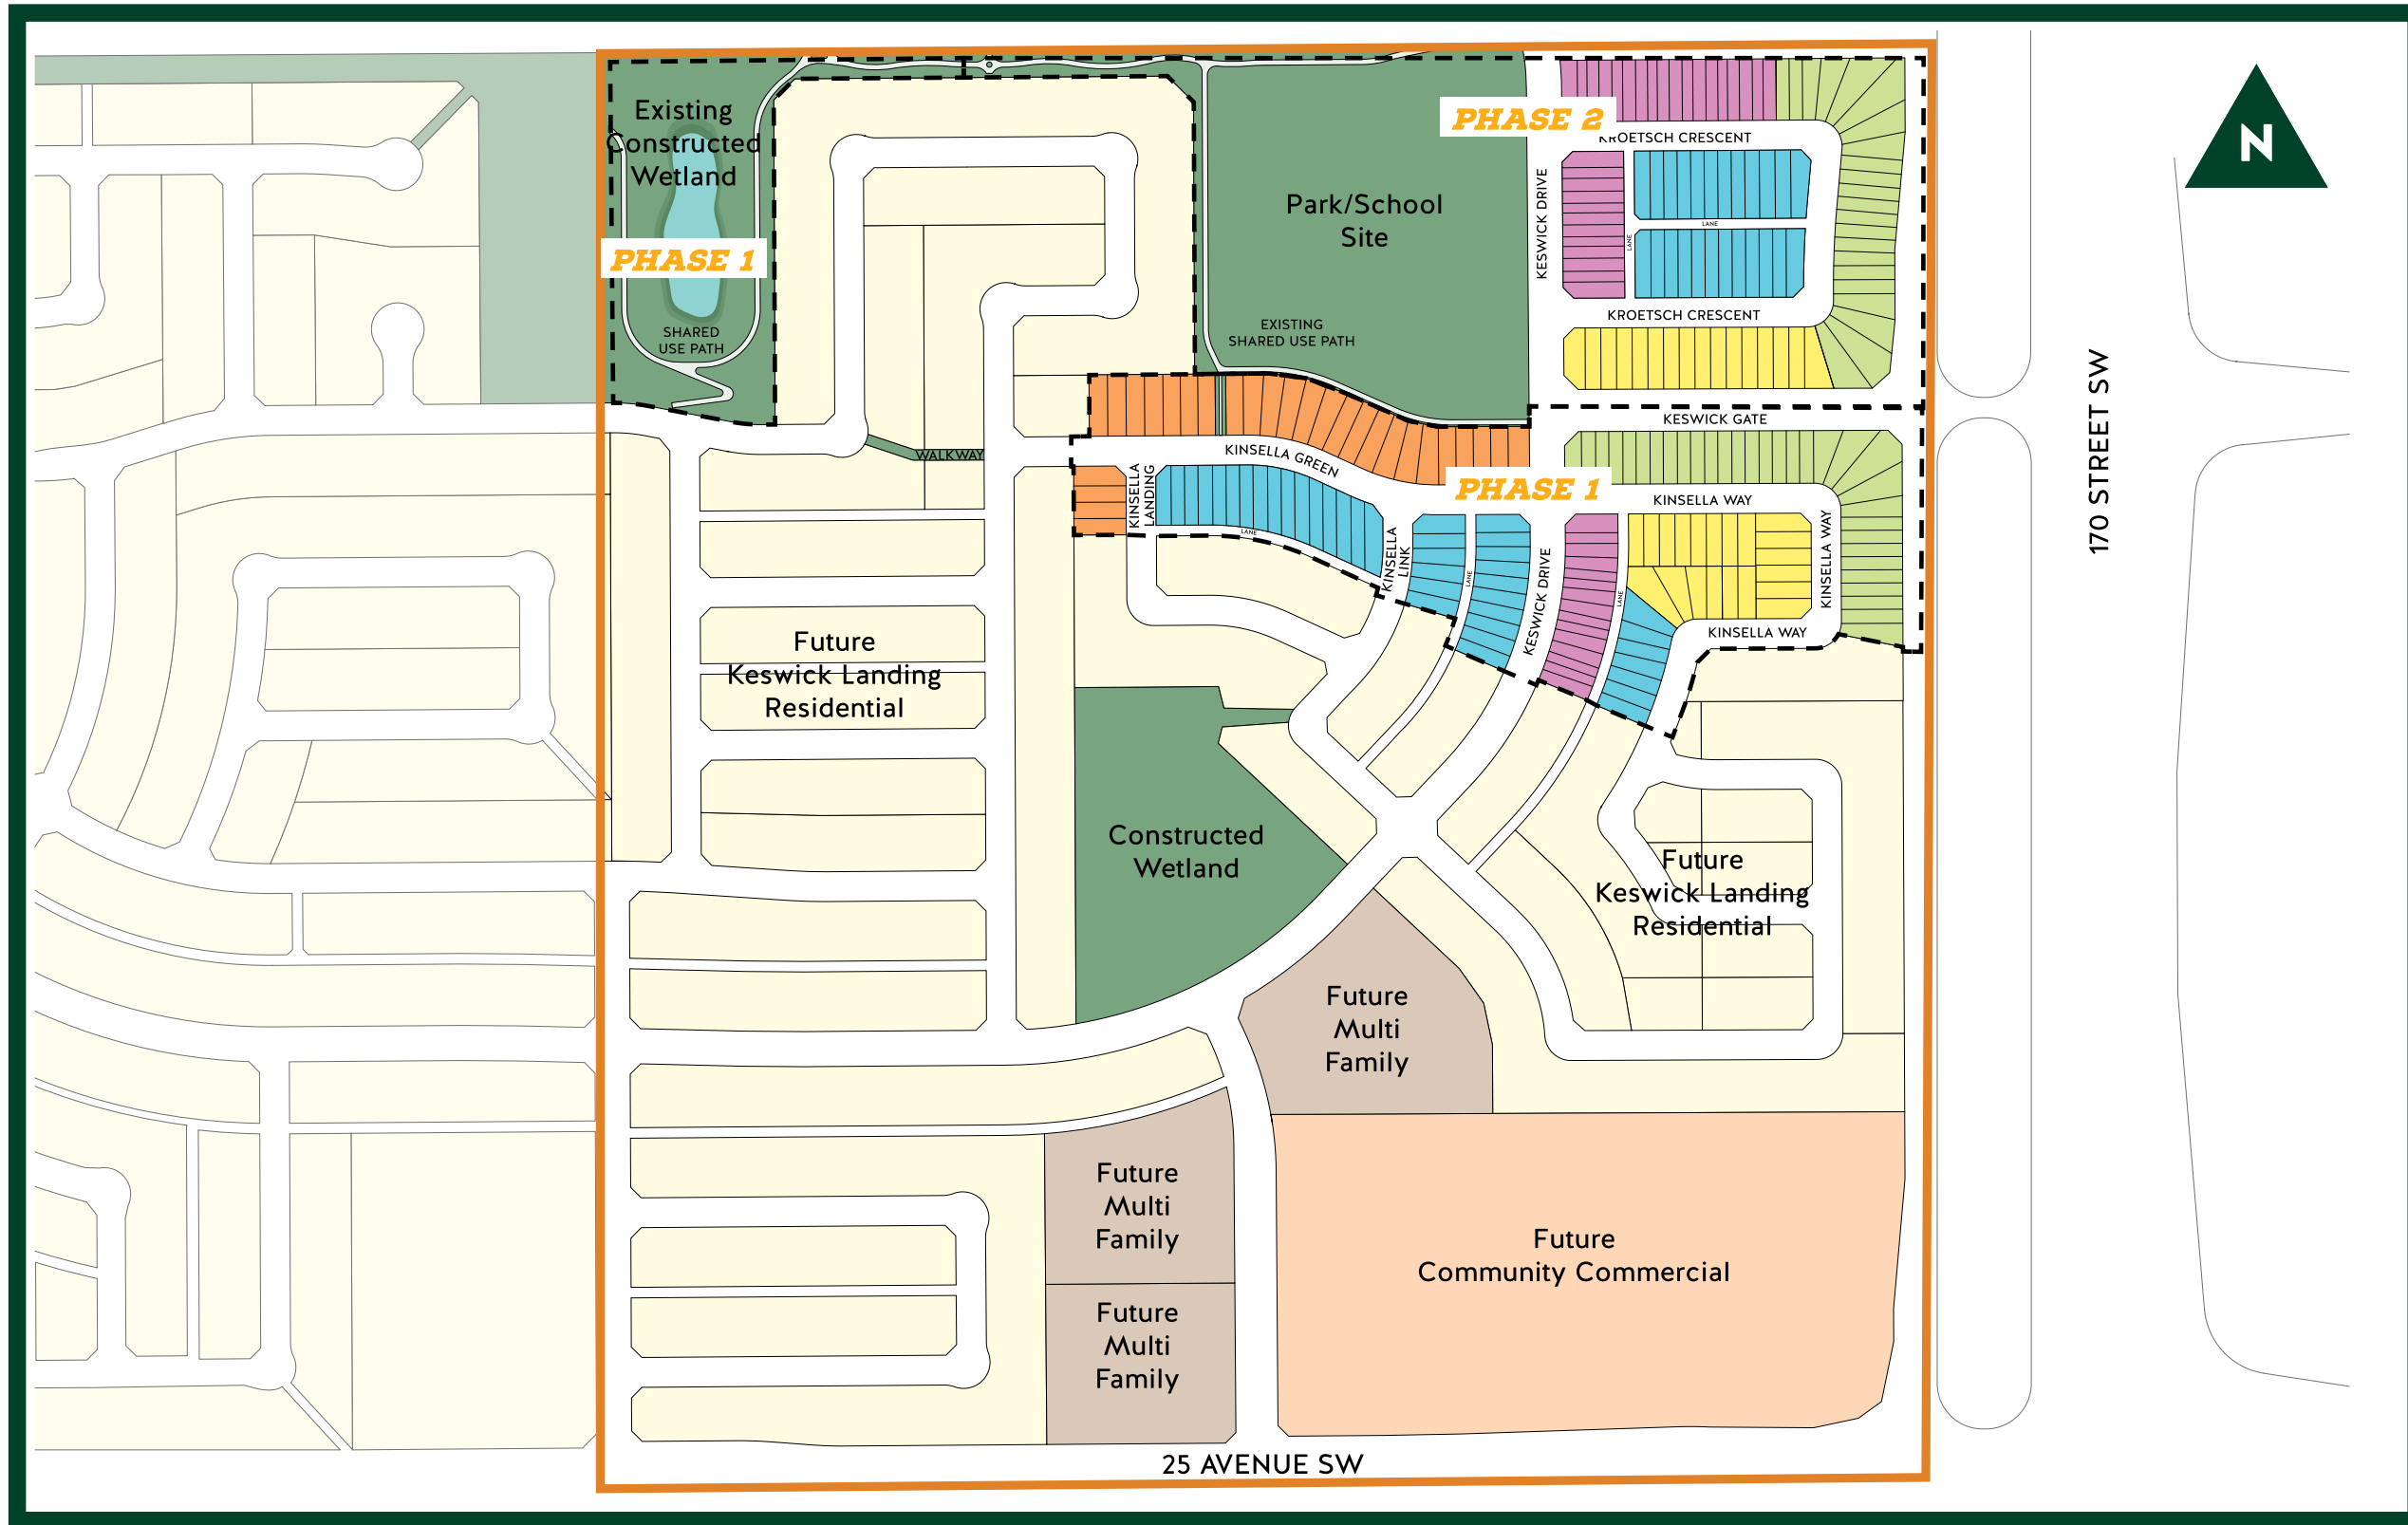 N
PHASE 2
Existing
Constructed
Wetland
PHASE 1
SHARED
USE PATH
Park/School
Site
EXISTING
SHARED USE PATH
KROETSCH CRESCENT
KESWICK DRIVE
LANE
LANE
KROETSCH CRESCENT
KESWICK GATE
170 STREET SW
WALKWAY
KINSELLA GREEN
KINSELLA
LANDING
LANE
PHASE 1
KINSELLA WAY
KINSELLA
LINK
LANE
KESWICK DRIVE
LANE
KINSELLA WAY
KINSELLA WAY
Future
Keswick Landing
Residential
Constructed
Wetland
Future
Keswick Landing
Residential
Future
Multi
Family
Future
Multi
Family
Future
Community Commercial
Future
Multi
Family
25 AVENUE SW